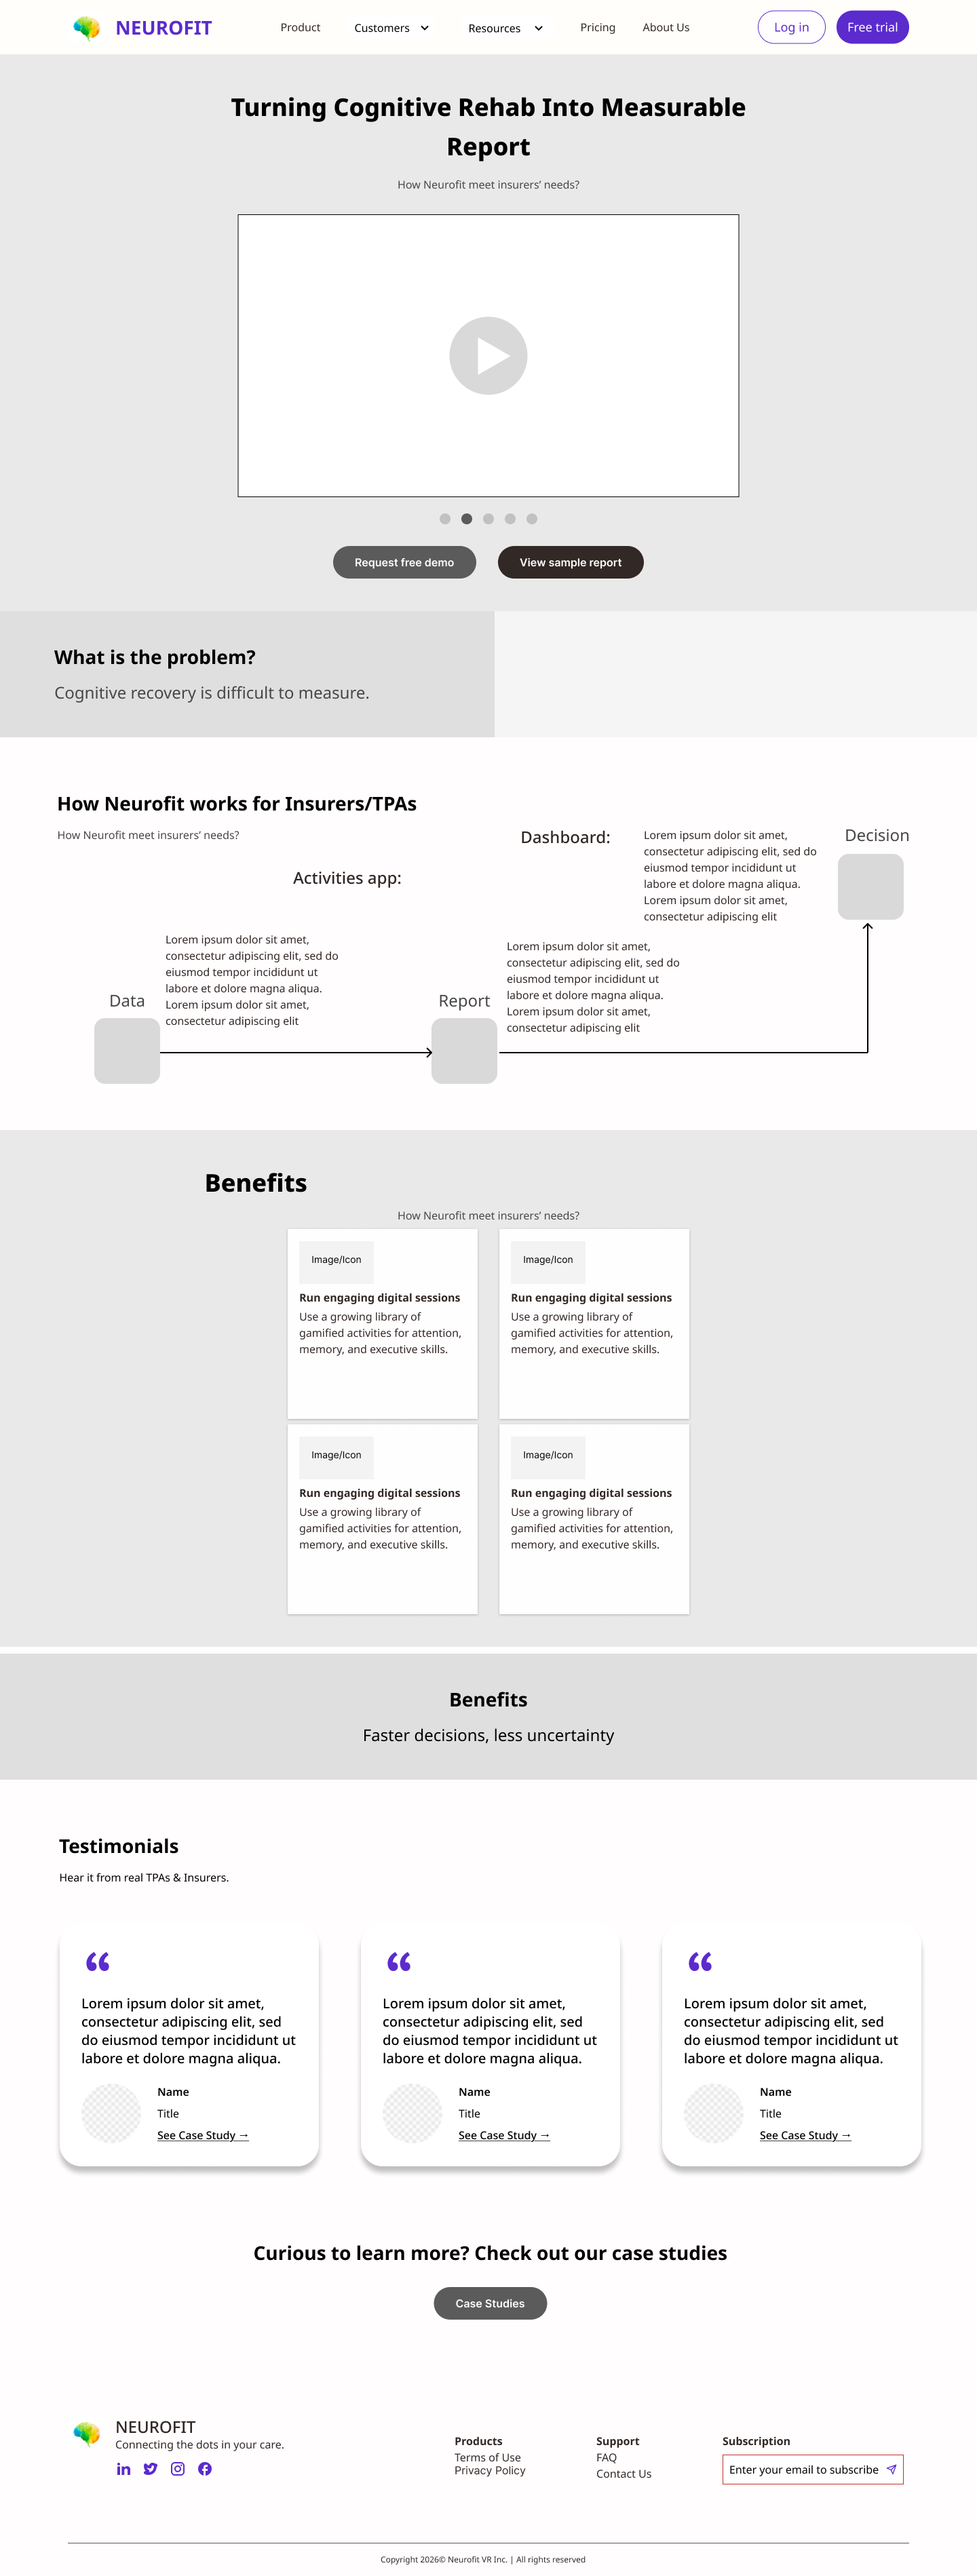 NEUROFIT
Product
Customers
Resources
Pricing
About Us
Log in
Free trial
Turning Cognitive Rehab Into Measurable
Report
How Neurofit meet insurers’ needs?
Request free demo
View sample report
What is the problem?
Cognitive recovery is difficult to measure.
How Neurofit works for Insurers/TPAs
How Neurofit meet insurers’ needs?
Activities app:
Dashboard:
Data
Lorem ipsum dolor sit amet,
consectetur adipiscing elit, sed do
eiusmod tempor incididunt ut
labore et dolore magna aliqua.
Lorem ipsum dolor sit amet,
consectetur adipiscing elit
Report
Lorem ipsum dolor sit amet,
consectetur adipiscing elit, sed do
eiusmod tempor incididunt ut
labore et dolore magna aliqua.
Lorem ipsum dolor sit amet,
consectetur adipiscing elit
Lorem ipsum dolor sit amet,
consectetur adipiscing elit, sed do
eiusmod tempor incididunt ut
labore et dolore magna aliqua.
Lorem ipsum dolor sit amet,
consectetur adipiscing elit
Decision
Benefits
How Neurofit meet insurers’ needs?
Image/Icon
Run engaging digital sessions
Use a growing library of
gamified activities for attention,
memory, and executive skills.
Image/Icon
Run engaging digital sessions
Use a growing library of
gamified activities for attention,
memory, and executive skills.
Image/Icon
Run engaging digital sessions
Use a growing library of
gamified activities for attention,
memory, and executive skills.
Image/Icon
Run engaging digital sessions
Use a growing library of
gamified activities for attention,
memory, and executive skills.
Benefits
Faster decisions, less uncertainty
Testimonials
Hear it from real TPAs & Insurers.
“
Lorem ipsum dolor sit amet,
consectetur adipiscing elit, sed
do eiusmod tempor incididunt ut
labore et dolore magna aliqua.
Name
Title
See Case Study →
“
Lorem ipsum dolor sit amet,
consectetur adipiscing elit, sed
do eiusmod tempor incididunt ut
labore et dolore magna aliqua.
Name
Title
See Case Study →
“
Lorem ipsum dolor sit amet,
consectetur adipiscing elit, sed
do eiusmod tempor incididunt ut
labore et dolore magna aliqua.
Name
Title
See Case Study →
Curious to learn more? Check out our case studies
Case Studies
NEUROFIT
Connecting the dots in your care.
Products
Terms of Use
Privacy Policy
Support
FAQ
Contact Us
Subscription
Enter your email to subscribe
Copyright 2026© Neurofit VR Inc. | All rights reserved